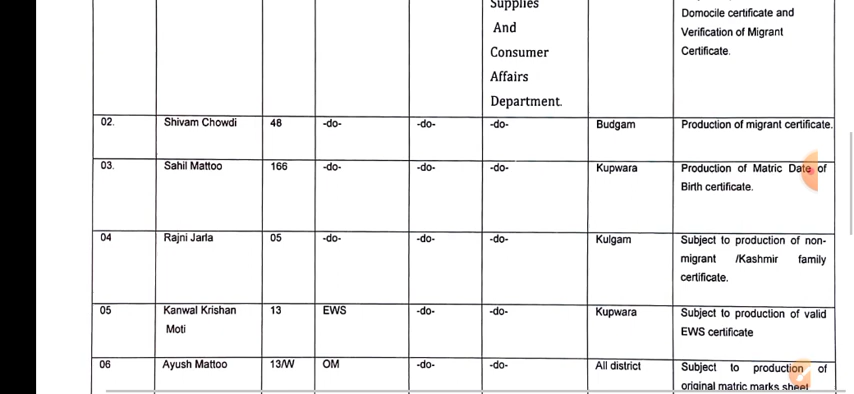 Supplies
And
Consumer
Affairs
Department.
Domocile certificate and
Verification of Migrant
Certificate.
02. Shivam Chowdi 48 -do- -do- -do- Budgam Production of migrant certificate.
03. Sahil Mattoo 166 -do- -do- -do- Kupwara Production of Matric Date of
Birth certificate.
04 Rajni Jarla 05 -do- -do- -do- Kulgam Subject to production of non-
migrant /Kashmir family
certificate.
05 Kanwal Krishan 13 EWS -do- -do- Kupwara Subject to production of valid
Moti EWS certificate
06 Ayush Mattoo 13/W OM -do- -do- All district Subject to production of
original matric marks sheet